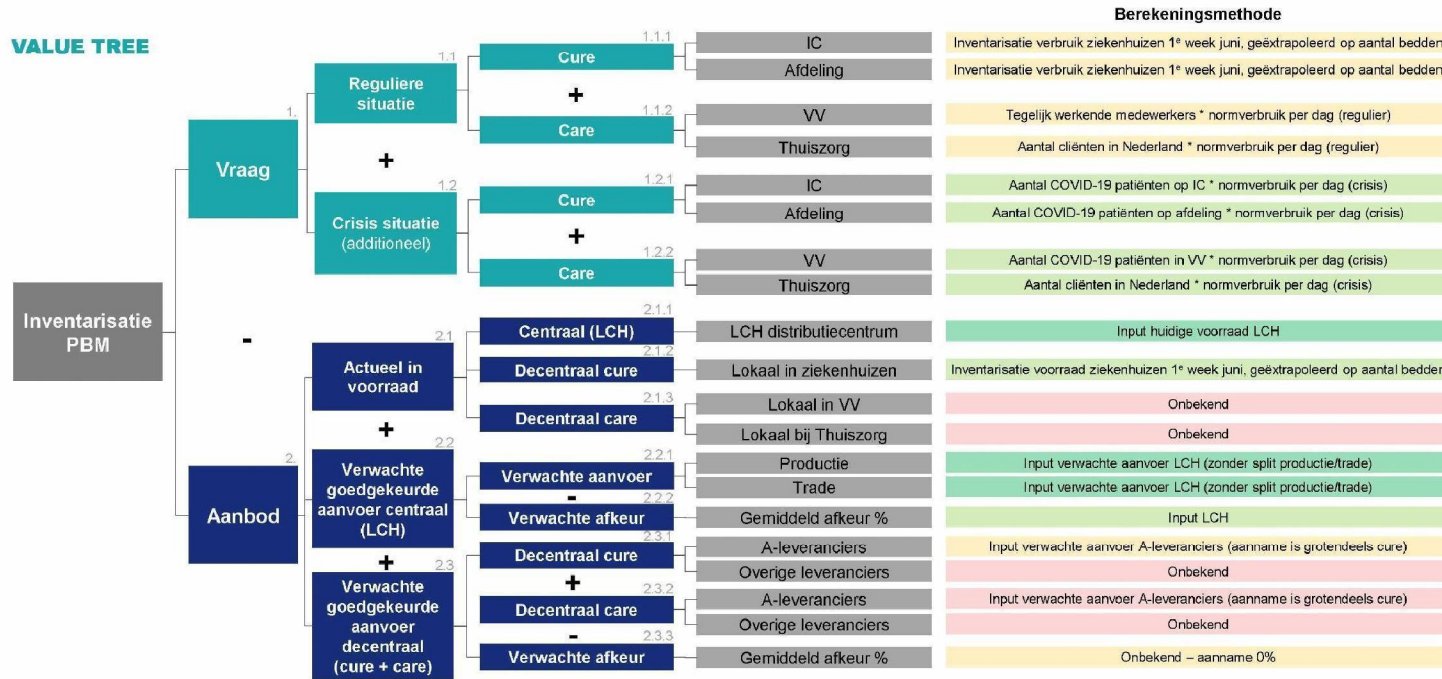 Berekeningsmethode
VALUE TREE
1.1.1
IC
Inventarisatie verbruik ziekenhuizen 1e week juni, geëxtrapoleerd op aantal bedden
1.1
Cure
Afdeling
Inventarisatie verbruik ziekenhuizen 1e week juni, geëxtrapoleerd op aantal bedden
Reguliere
situatie
+
1.
1.1.2
VV
Tegelijk werkende medewerkers * normverbruik per dag (regulier)
Care
Thuiszorg
Aantal cliënten in Nederland * normverbruik per dag (regulier)
Vraag
+
1.2
1.2.1
IC
Aantal COVID-19 patiënten op IC * normverbruik per dag (crisis)
Cure
Afdeling
Aantal COVID-19 patiënten op afdeling * normverbruik per dag (crisis)
Crisis situatie
(additioneel)
+
1.2.2
VV
Aantal COVID-19 patiënten in VV * normverbruik per dag (crisis)
Care
Thuiszorg
Aantal cliënten in Nederland * normverbruik per dag (crisis)
Inventarisatie
PBM
-
2.1.1
Centraal (LCH)
LCH distributiecentrum
Input huidige voorraad LCH
2.1
Actueel in
voorraad
2.1.2
Decentraal cure
Lokaal in ziekenhuizen
Inventarisatie voorraad ziekenhuizen 1e week juni, geëxtrapoleerd op aantal bedden
2.1.3
Decentraal care
Lokaal in VV
Onbekend
Lokaal bij Thuiszorg
Onbekend
+
2.
Aanbod
2.2
Verwachte
goedgekeurde
aanvoer centraal
(LCH)
2.2.1
Verwachte aanvoer
Productie
Input verwachte aanvoer LCH (zonder split productie/trade)
Trade
Input verwachte aanvoer LCH (zonder split productie/trade)
-
2.2.2
Verwachte afkeur
Gemiddeld afkeur %
Input LCH
+
2.3
Verwachte
goedgekeurde
aanvoer
decentraal
(cure + care)
2.3.1
Decentraal cure
A-leveranciers
Input verwachte aanvoer A-leveranciers (aanname is grotendeels cure)
Overige leveranciers
Onbekend
+
2.3.2
Decentraal care
A-leveranciers
Input verwachte aanvoer A-leveranciers (aanname is grotendeels cure)
Overige leveranciers
Onbekend
-
2.3.3
Verwachte afkeur
Gemiddeld afkeur %
Onbekend – aanname 0%